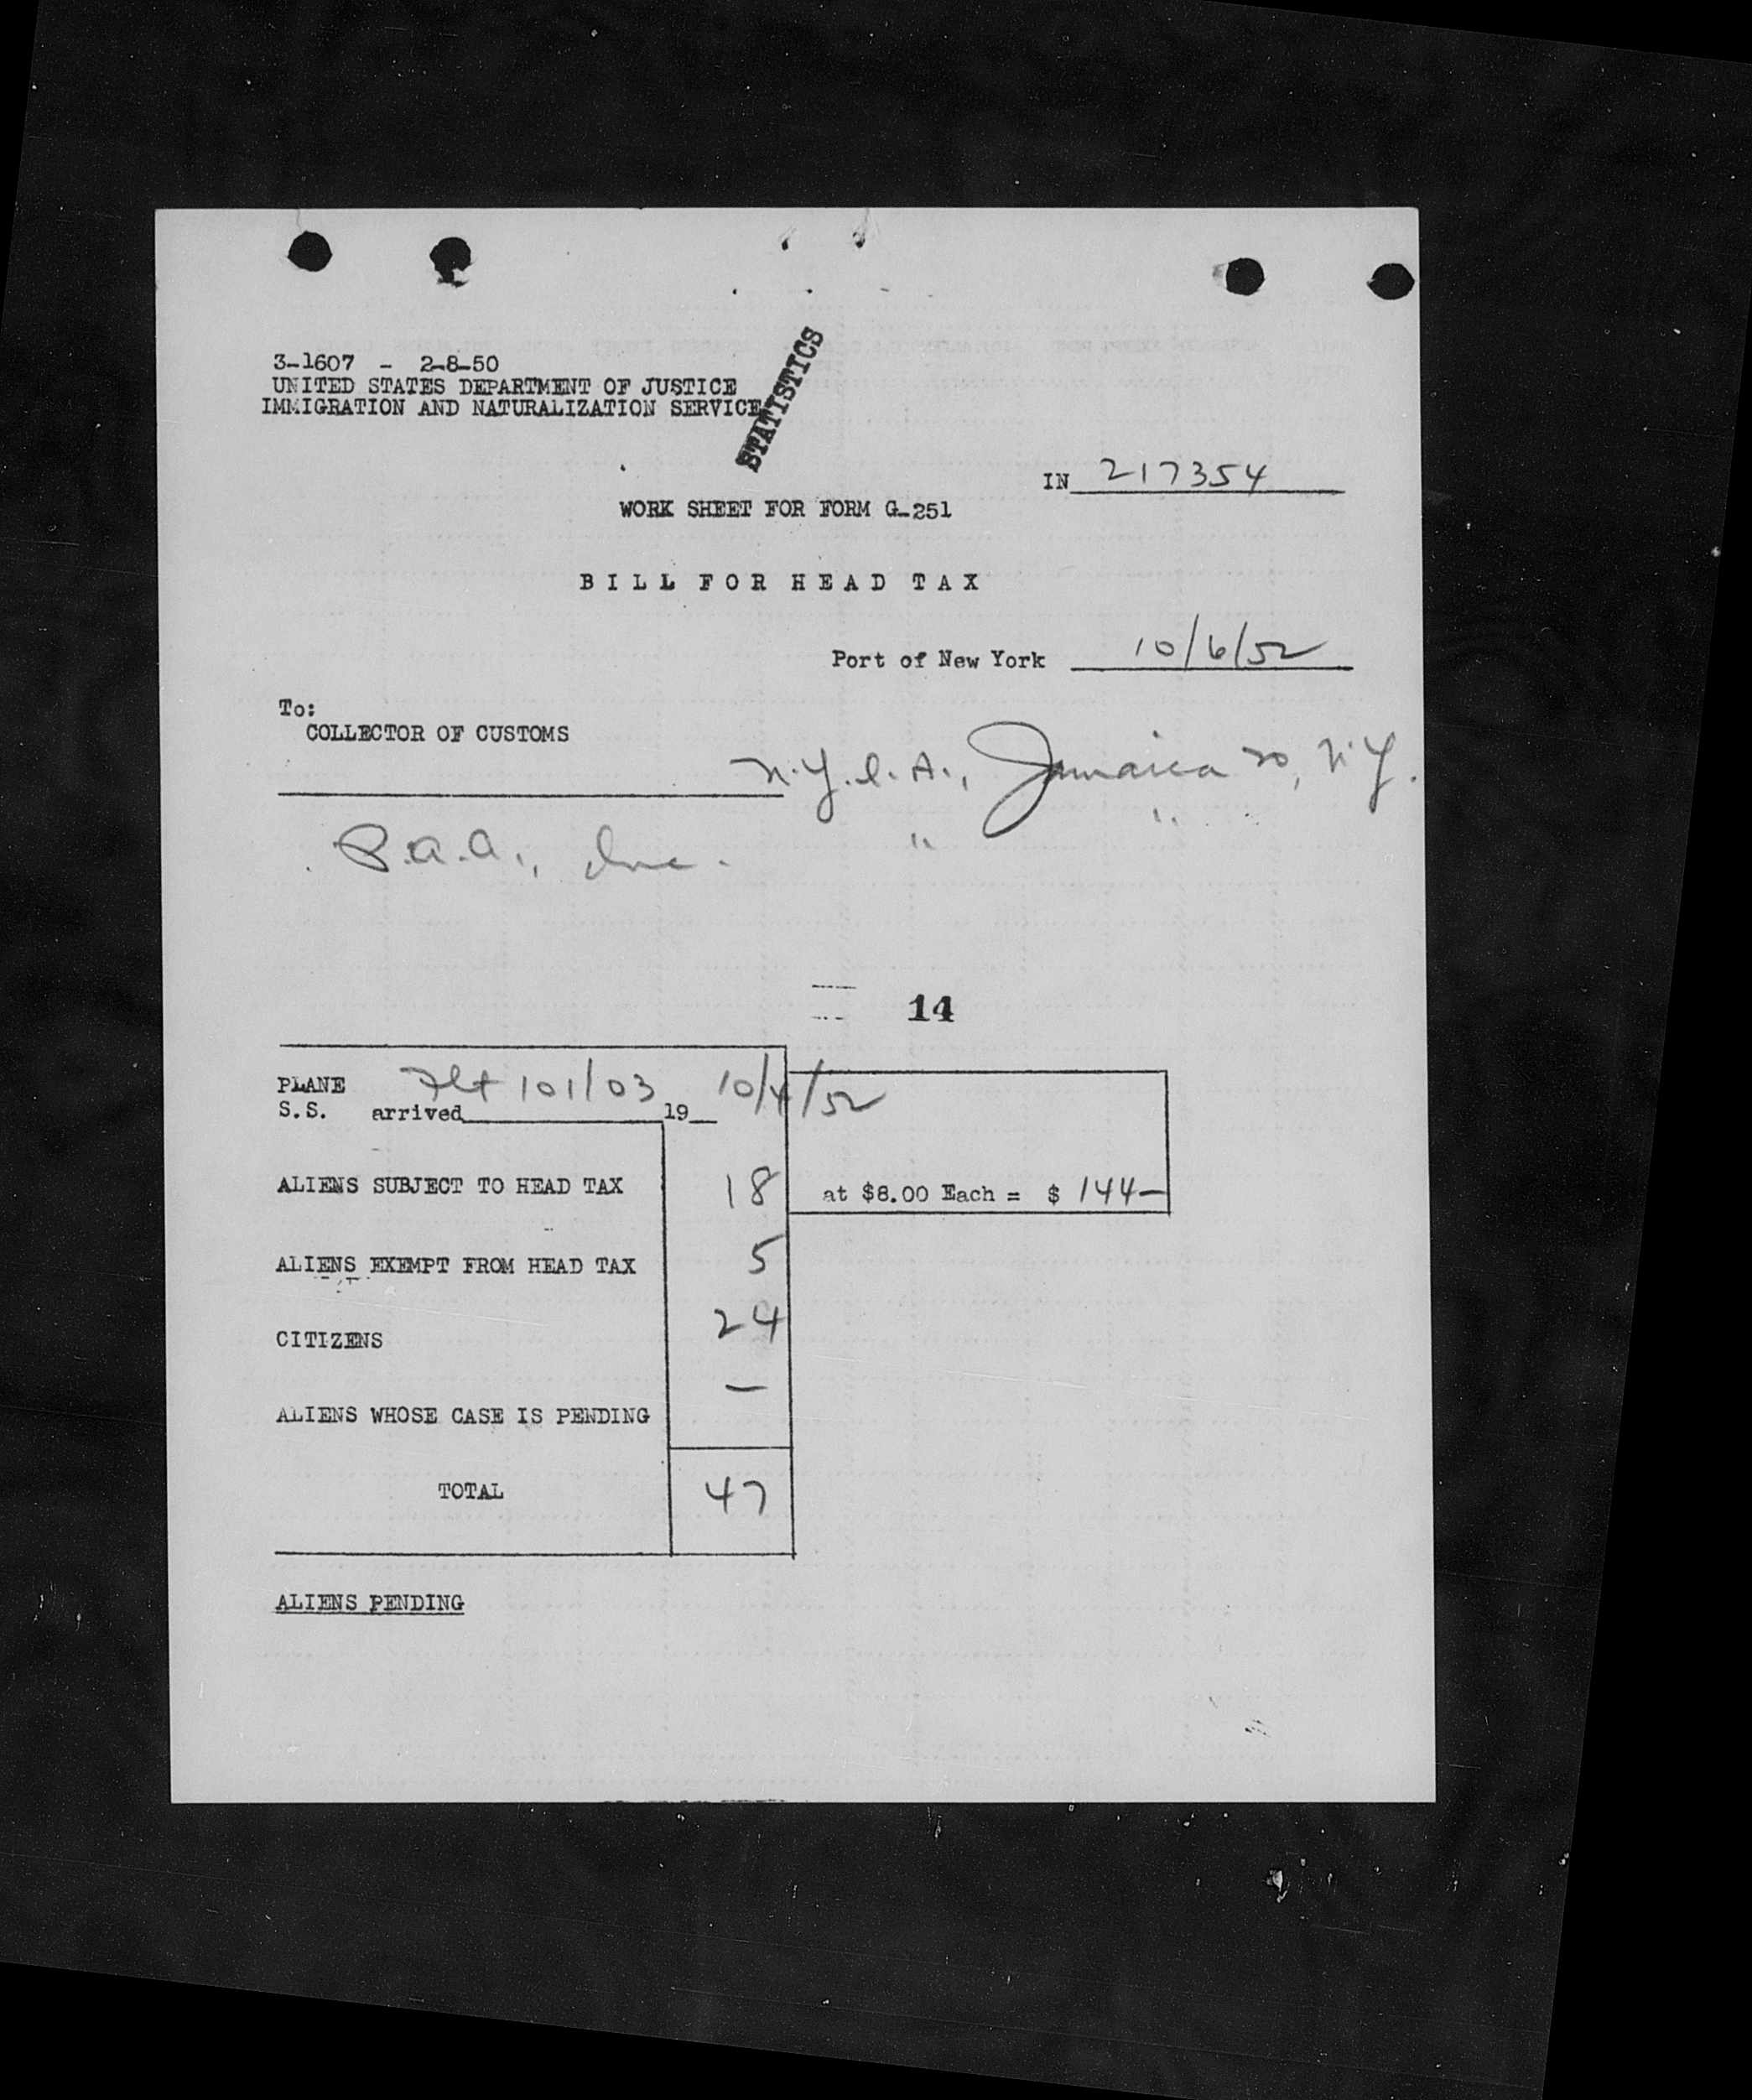 3-1607 - 2-8-50
UNITED STATES DEPARTMENT OF JUSTICE
IMMIGRATION AND NATURALIZATION SERVICE
STATISTICS
IN 217354
WORK SHEET FOR FORM G-251
BILL FOR HEAD TAX
Port of New York 10/6/52
To:
COLLECTOR OF CUSTOMS
N.Y.I.A., Jamaica 30, N.Y.
P.A.A., Inc. " "
14
PLANE Flt 101/03 10/4/52
S.S. arrived 19
ALIENS SUBJECT TO HEAD TAX 18 at $8.00 Each = $ 144—
ALIENS EXEMPT FROM HEAD TAX 5
CITIZENS 24
ALIENS WHOSE CASE IS PENDING —
TOTAL 47
ALIENS PENDING